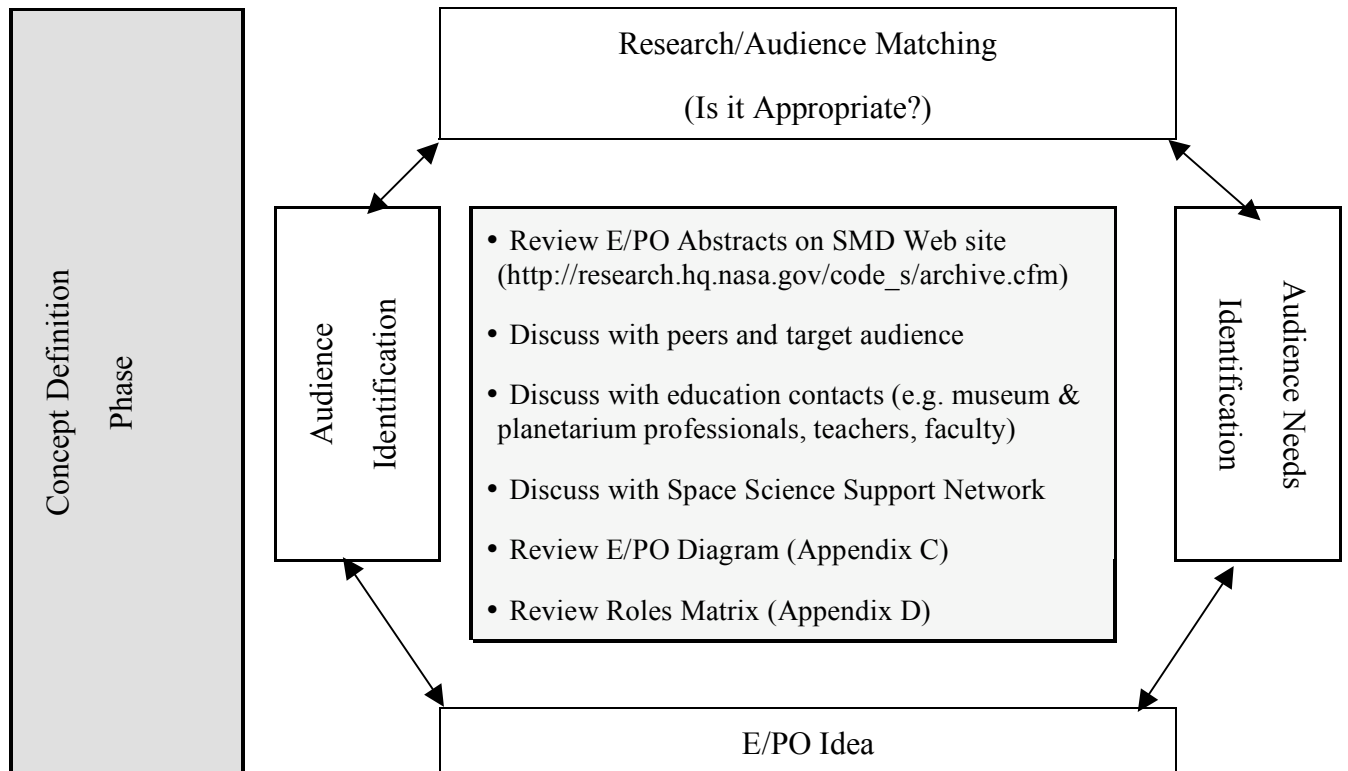 Concept Definition
Phase
Research/Audience Matching
(Is it Appropriate?)
Audience
Identification
• Review E/PO Abstracts on SMD Web site
(http://research.hq.nasa.gov/code_s/archive.cfm)
• Discuss with peers and target audience
• Discuss with education contacts (e.g. museum &
planetarium professionals, teachers, faculty)
• Discuss with Space Science Support Network
• Review E/PO Diagram (Appendix C)
• Review Roles Matrix (Appendix D)
Audience Needs
Identification
E/PO Idea